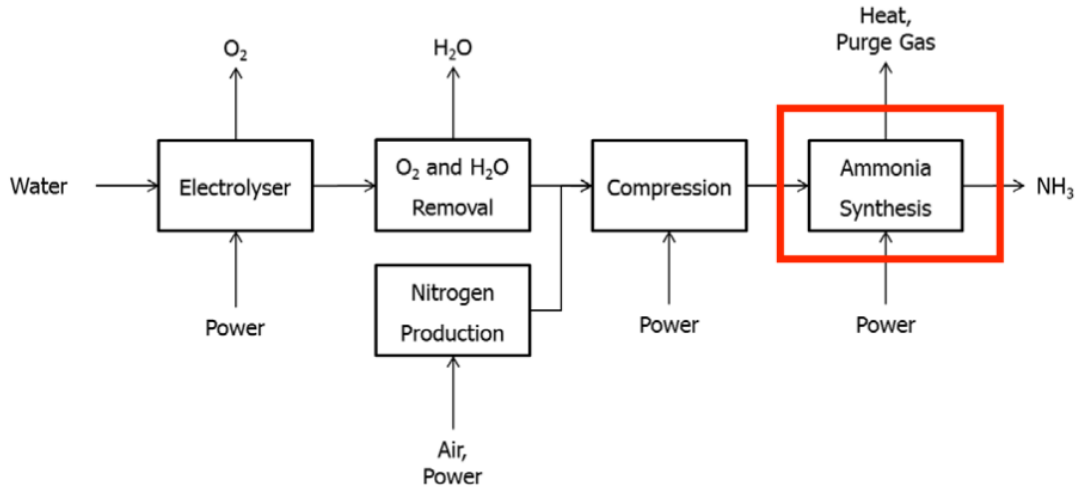 Heat,
Purge Gas
O₂
H₂O
Water
Electrolyser
O₂ and H₂O
Removal
Compression
Ammonia
Synthesis
NH₃
Nitrogen
Production
Power
Power
Power
Air,
Power